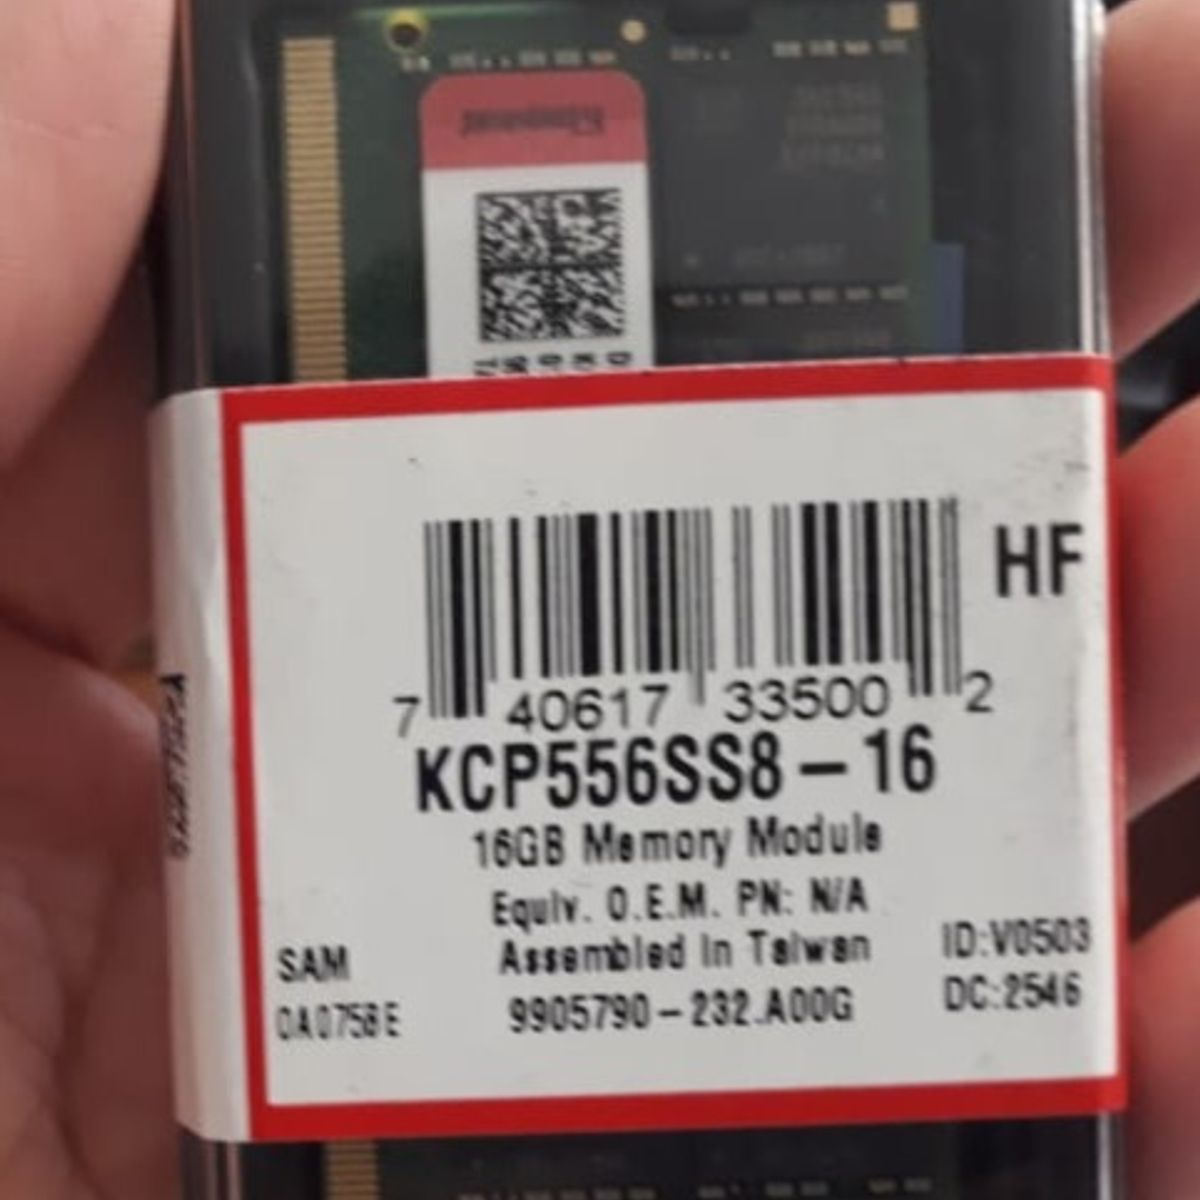 Kingston
HF
7 40617 33500 2
KCP556SS8-16
16GB Memory Module
Equiv. O.E.M. PN: N/A
Assembled In Taiwan
SAM
ID:V0503
9905790-232.A00G
DC:2546